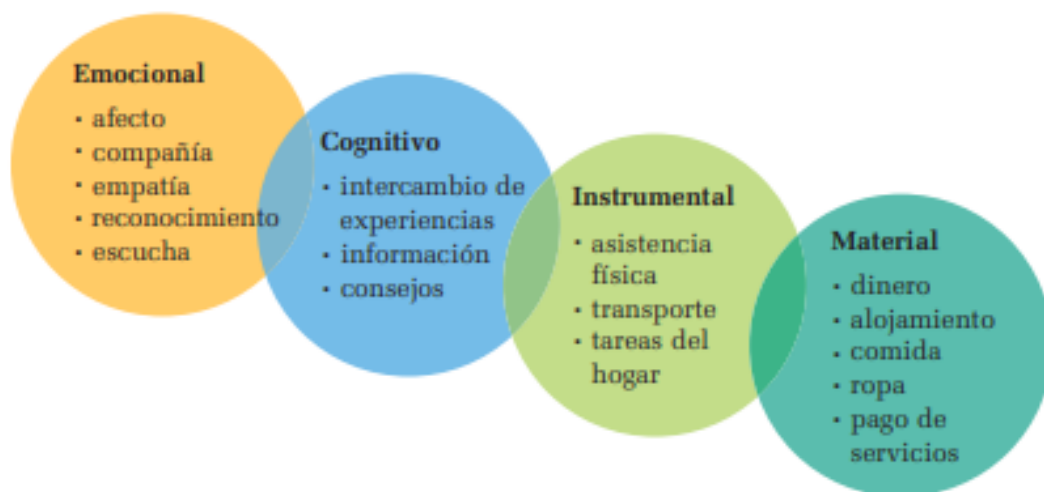 Emocional
• afecto
• compañía
• empatía
• reconocimiento
• escucha
Cognitivo
• intercambio de
experiencias
• información
• consejos
Instrumental
• asistencia
física
• transporte
• tareas del
hogar
Material
• dinero
• alojamiento
• comida
• ropa
• pago de
servicios